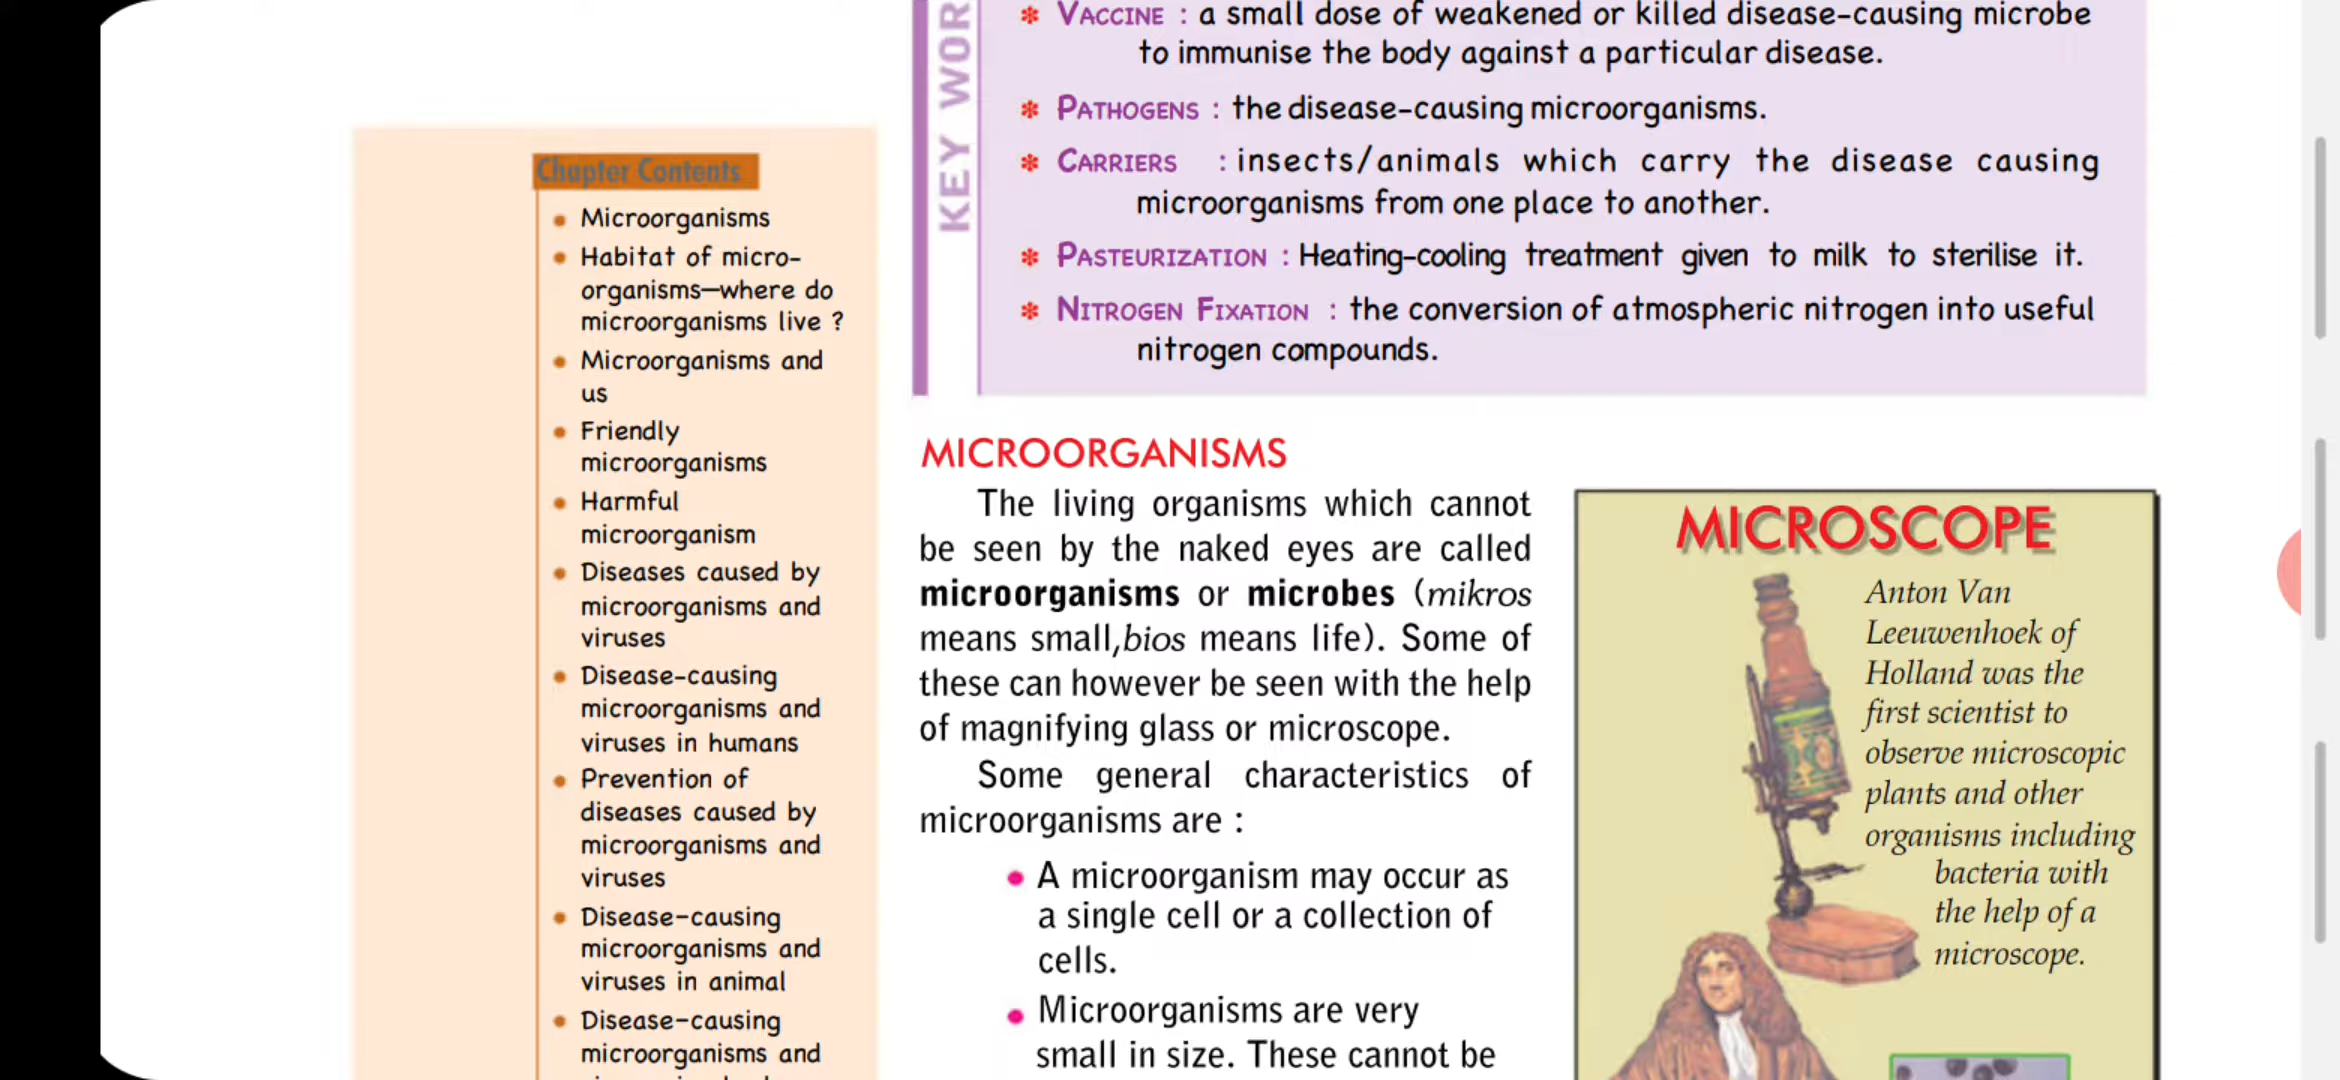 KEY WOR
* VACCINE : a small dose of weakened or killed disease-causing microbe
to immunise the body against a particular disease.
* PATHOGENS : the disease-causing microorganisms.
* CARRIERS : insects/animals which carry the disease causing
microorganisms from one place to another.
* PASTEURIZATION : Heating-cooling treatment given to milk to sterilise it.
* NITROGEN FIXATION : the conversion of atmospheric nitrogen into useful
nitrogen compounds.
Chapter Contents
• Microorganisms
• Habitat of micro-
organisms—where do
microorganisms live ?
• Microorganisms and
us
• Friendly
microorganisms
• Harmful
microorganism
• Diseases caused by
microorganisms and
viruses
• Disease-causing
microorganisms and
viruses in humans
• Prevention of
diseases caused by
microorganisms and
viruses
• Disease-causing
microorganisms and
viruses in animal
• Disease-causing
microorganisms and
MICROORGANISMS
The living organisms which cannot
be seen by the naked eyes are called
microorganisms or microbes (mikros
means small,bios means life). Some of
these can however be seen with the help
of magnifying glass or microscope.
Some general characteristics of
microorganisms are :
• A microorganism may occur as
a single cell or a collection of
cells.
• Microorganisms are very
small in size. These cannot be
MICROSCOPE
Anton Van
Leeuwenhoek of
Holland was the
first scientist to
observe microscopic
plants and other
organisms including
bacteria with
the help of a
microscope.